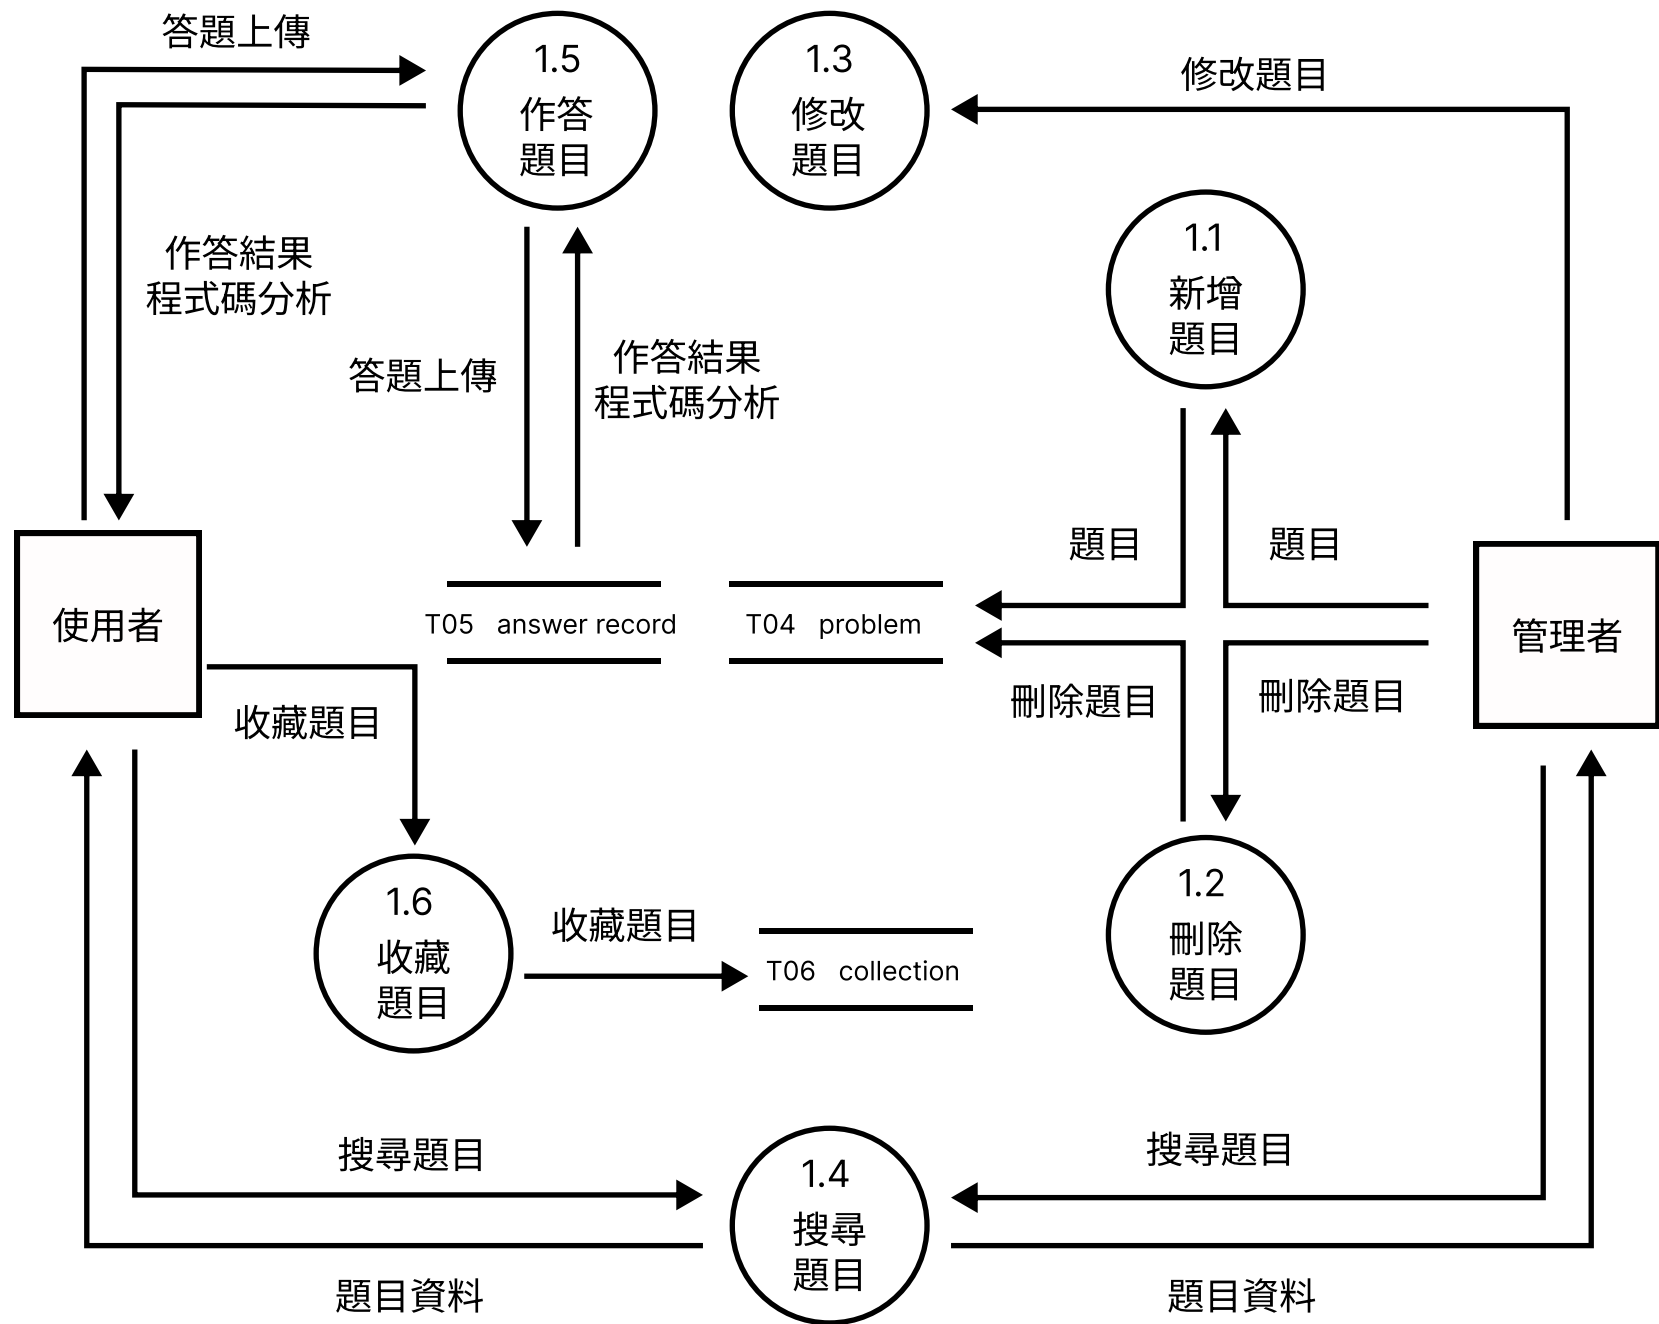 答題上傳
1.5
作答
題目
1.3
修改
題目
修改題目
1.1
新增
題目
作答結果
程式碼分析
答題上傳
作答結果
程式碼分析
題目
題目
使用者
T05 answer record
T04 problem
管理者
收藏題目
刪除題目
刪除題目
1.6
收藏
題目
收藏題目
T06 collection
1.2
刪除
題目
搜尋題目
搜尋題目
1.4
搜尋
題目
題目資料
題目資料